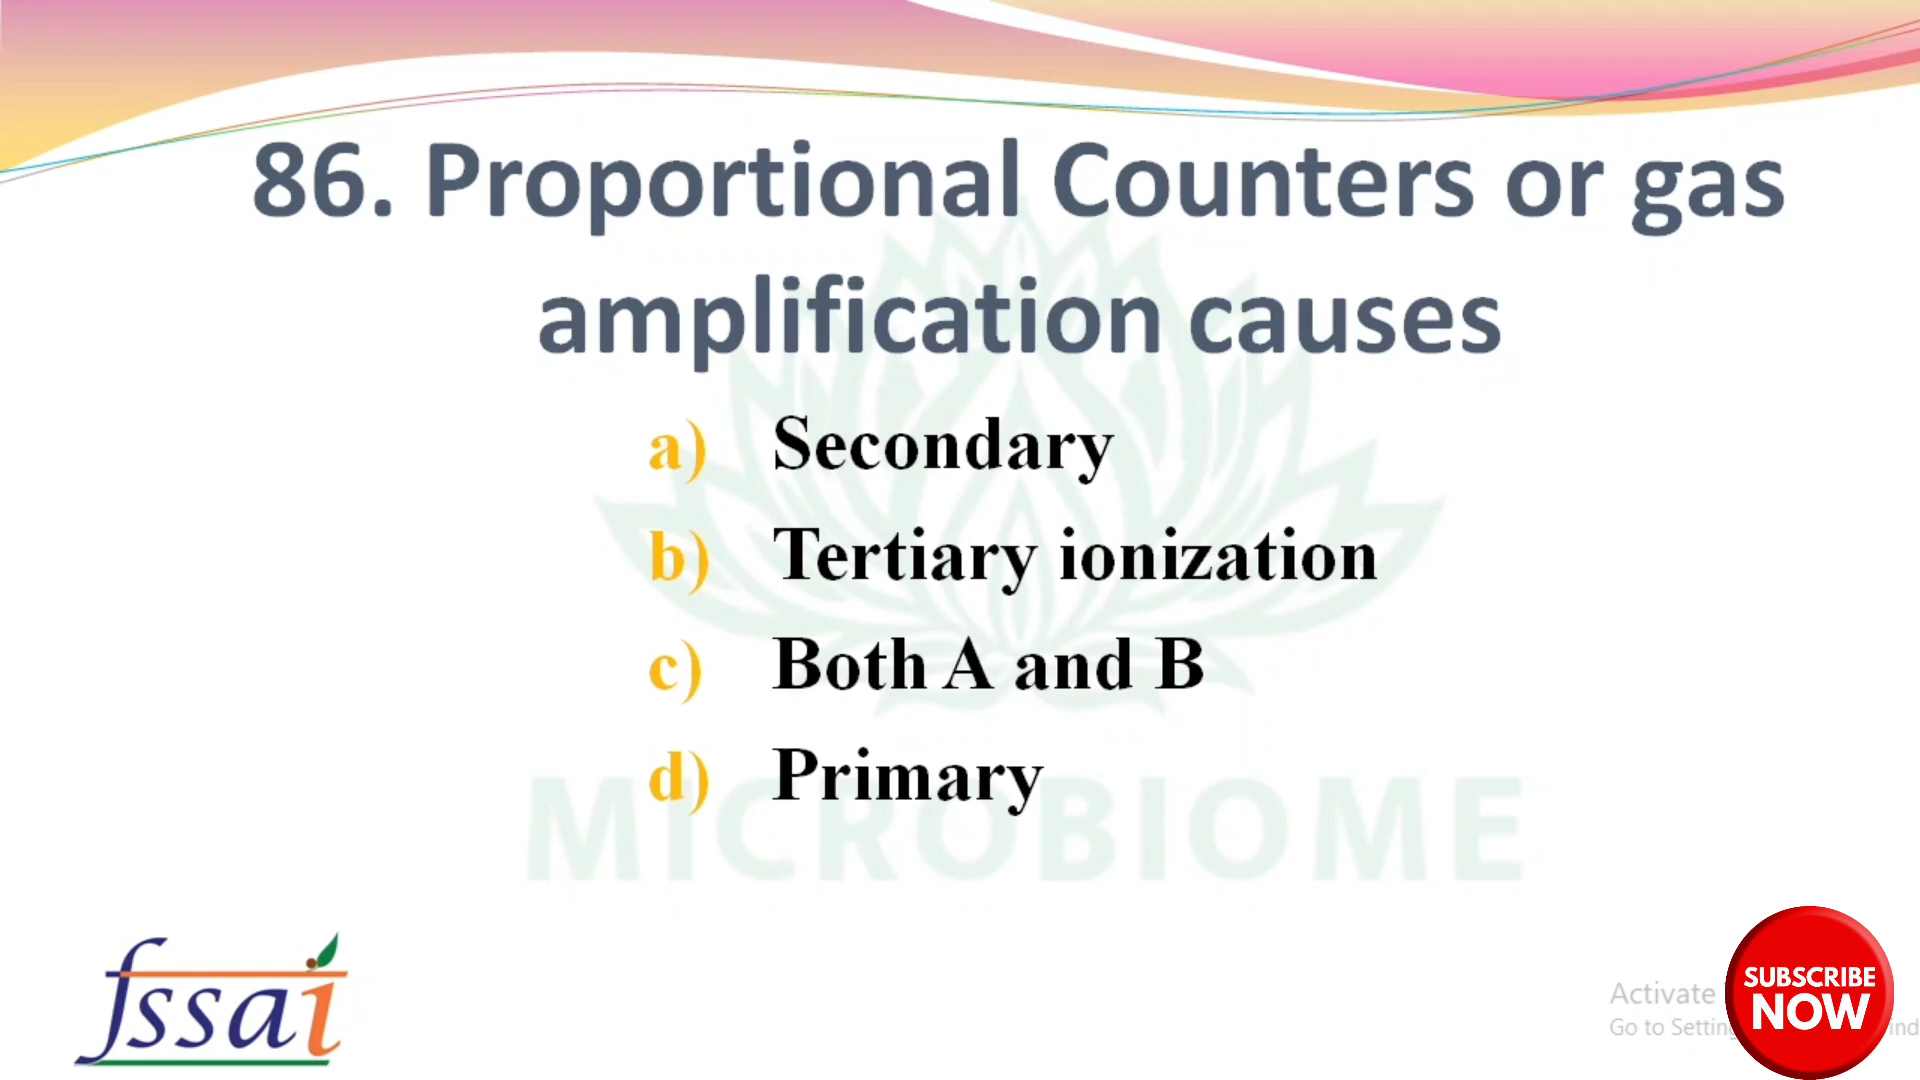 86. Proportional Counters or gas
amplification causes
a) Secondary
b) Tertiary ionization
c) Both A and B
d) Primary
MICROBIOME
fssai
Activate
Go to Setting
SUBSCRIBE
NOW